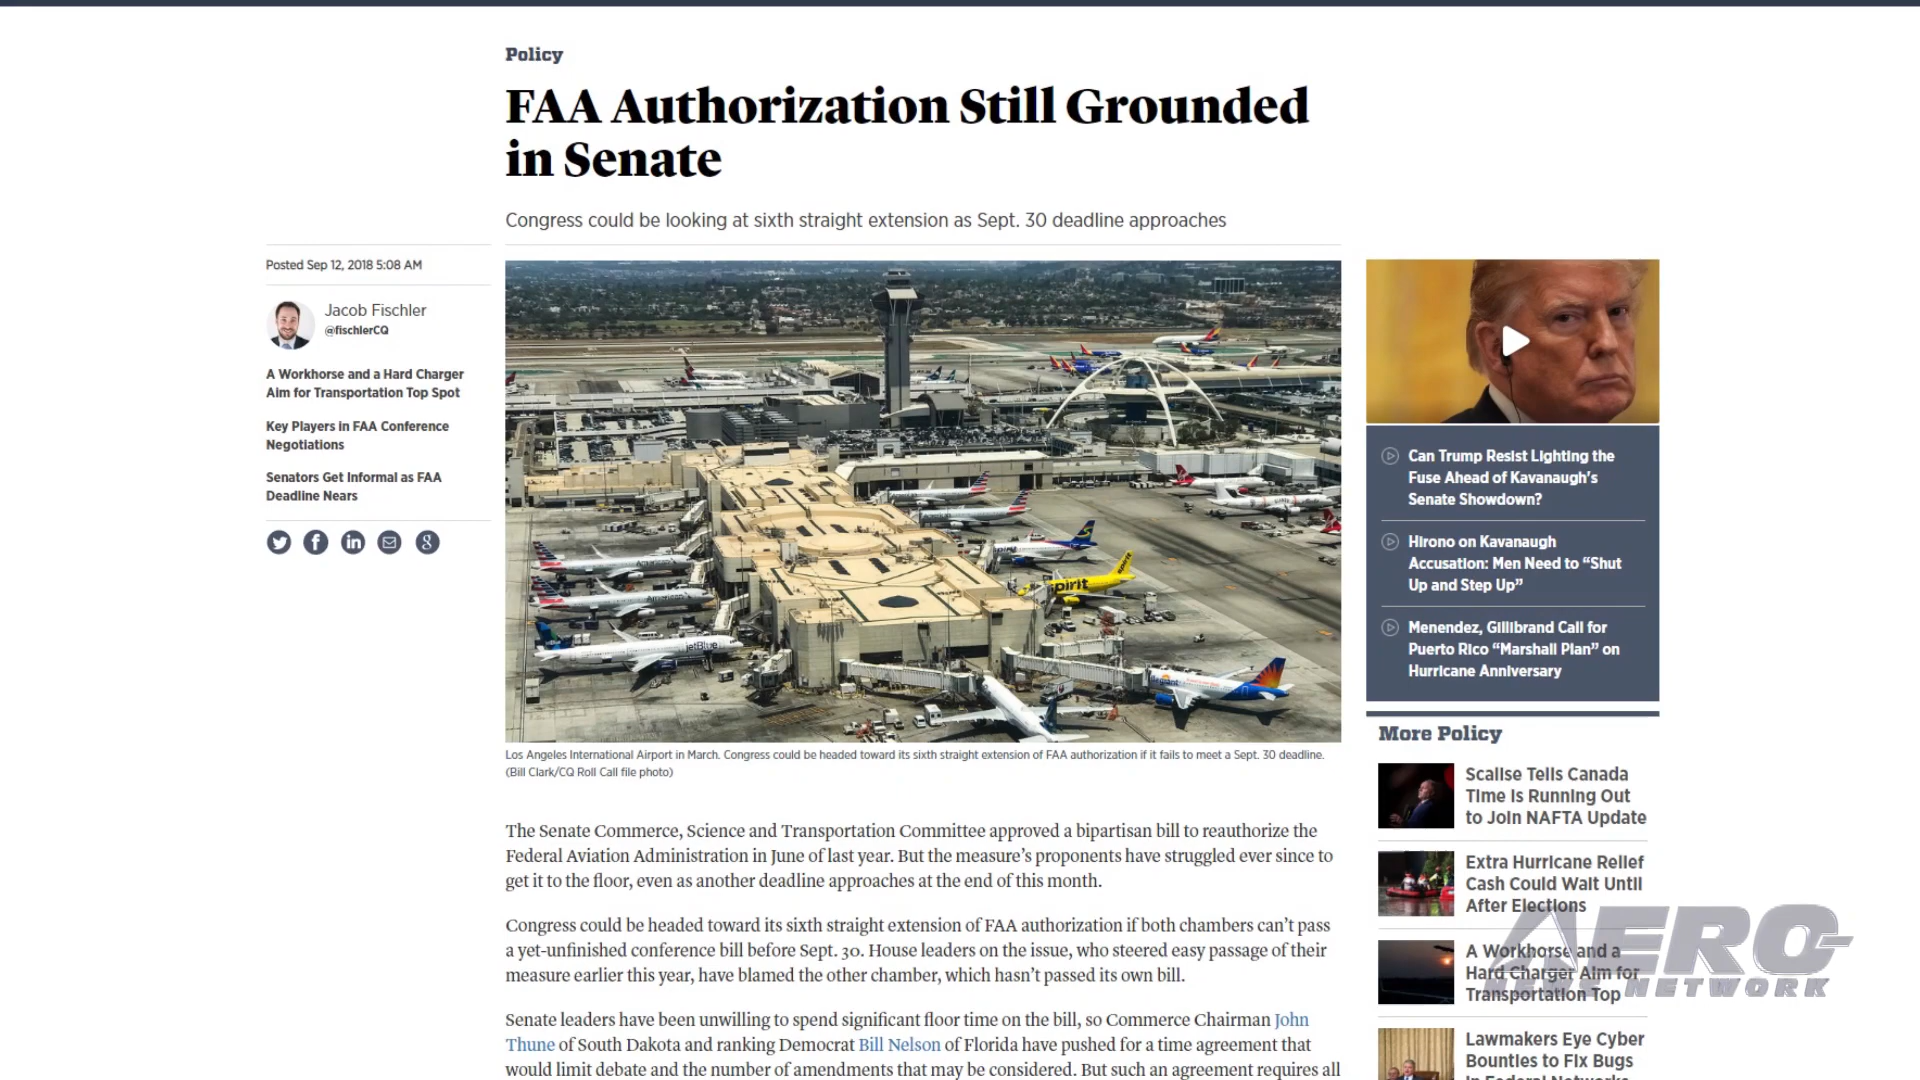 Policy
FAA Authorization Still Grounded
in Senate
Congress could be looking at sixth straight extension as Sept. 30 deadline approaches
Posted Sep 12, 2018 5:08 AM
Jacob Fischler
@fischlerCQ
A Workhorse and a Hard Charger
Aim for Transportation Top Spot
Key Players in FAA Conference
Negotiations
Senators Get Informal as FAA
Deadline Nears
American
American
jetBlue
spirit
spirit
spirit
allegiant
Los Angeles International Airport in March. Congress could be headed toward its sixth straight extension of FAA authorization if it fails to meet a Sept. 30 deadline.
(Bill Clark/CQ Roll Call file photo)
The Senate Commerce, Science and Transportation Committee approved a bipartisan bill to reauthorize the
Federal Aviation Administration in June of last year. But the measure’s proponents have struggled ever since to
get it to the floor, even as another deadline approaches at the end of this month.
Congress could be headed toward its sixth straight extension of FAA authorization if both chambers can’t pass
a yet-unfinished conference bill before Sept. 30. House leaders on the issue, who steered easy passage of their
measure earlier this year, have blamed the other chamber, which hasn’t passed its own bill.
Senate leaders have been unwilling to spend significant floor time on the bill, so Commerce Chairman John
Thune of South Dakota and ranking Democrat Bill Nelson of Florida have pushed for a time agreement that
would limit debate and the number of amendments that may be considered. But such an agreement requires all
Can Trump Resist Lighting the
Fuse Ahead of Kavanaugh's
Senate Showdown?
Hirono on Kavanaugh
Accusation: Men Need to “Shut
Up and Step Up”
Menendez, Gillibrand Call for
Puerto Rico “Marshall Plan” on
Hurricane Anniversary
More Policy
Scalise Tells Canada
Time is Running Out
to Join NAFTA Update
Extra Hurricane Relief
Cash Could Wait Until
After Elections
A Workhorse and a
Hard Charger Aim for
Transportation Top
Lawmakers Eye Cyber
Bounties to Fix Bugs
In Federal Networks
AERO-
NEWS NETWORK